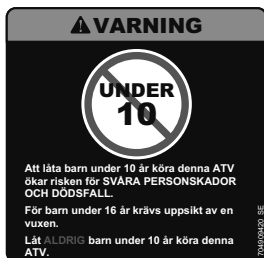 VARNING
UNDER
10
Att låta barn under 10 år köra denna ATV
ökar risken för SVÅRA PERSONSKADOR
OCH DÖDSFALL.
För barn under 16 år krävs uppsikt av en
vuxen.
Låt ALDRIG barn under 10 år köra denna
ATV.
704909420_SE